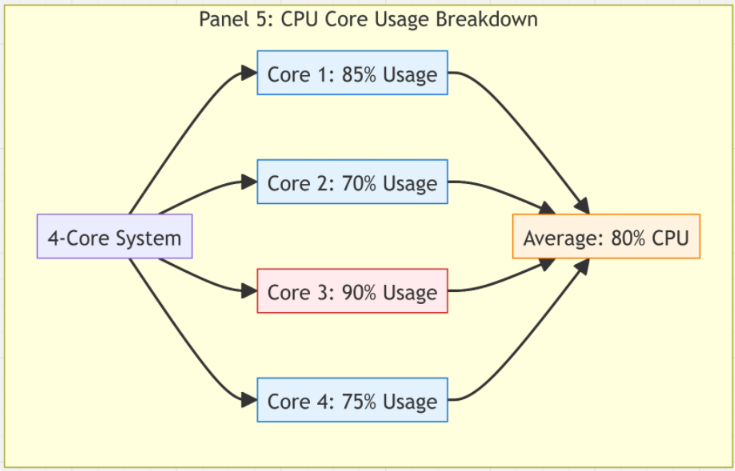 Panel 5: CPU Core Usage Breakdown
Core 1: 85% Usage
Core 2: 70% Usage
4-Core System
Average: 80% CPU
Core 3: 90% Usage
Core 4: 75% Usage